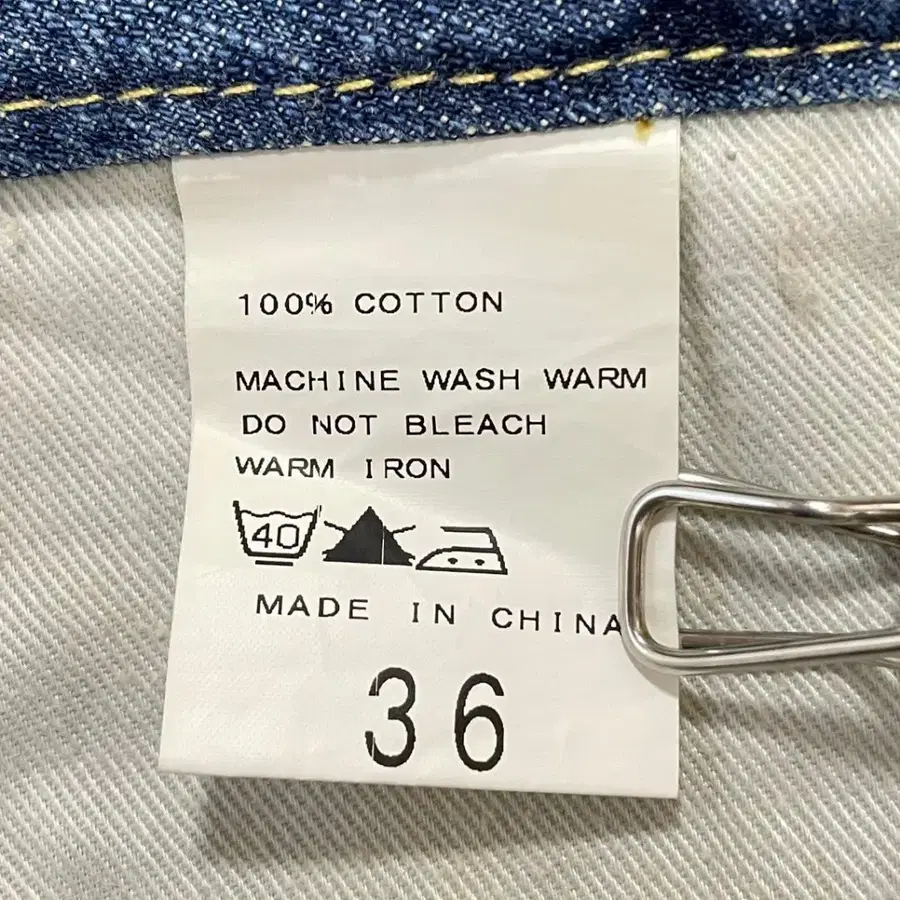 100% COTTON
MACHINE WASH WARM
DO NOT BLEACH
WARM IRON
40
MADE IN CHINA
36